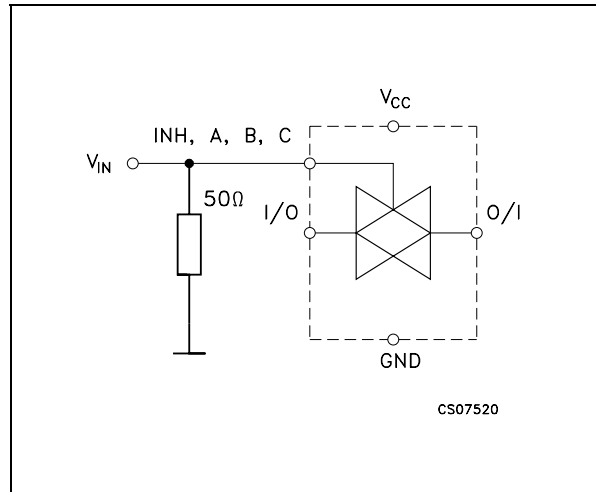 VCC
INH, A, B, C
VIN
50Ω
I/O
O/I
GND
CS07520